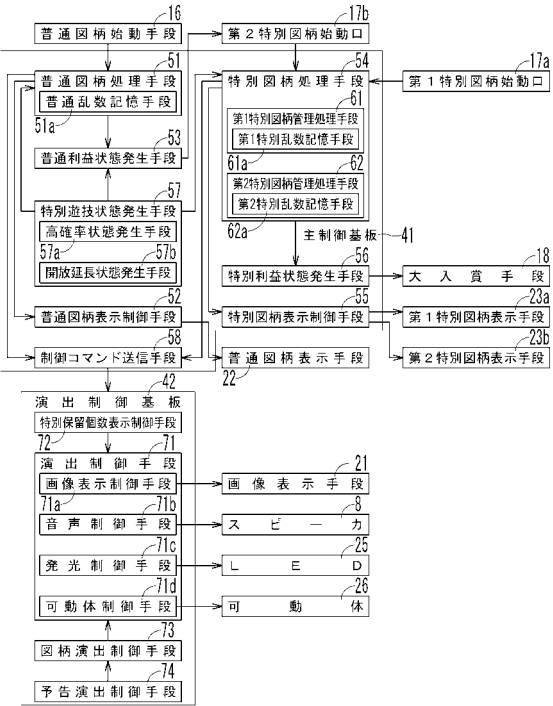 普通図柄始動手段
16
第2特別図柄始動口
17b
51
普通図柄処理手段
普通乱数記憶手段
51a
54
特別図柄処理手段
17a
第1特別図柄始動口
61
第1特別図柄管理処理手段
第1特別乱数記憶手段
61a
62
第2特別図柄管理処理手段
第2特別乱数記憶手段
62a
53
普通利益状態発生手段
57
特別遊技状態発生手段
高確率状態発生手段
57a
57b
開放延長状態発生手段
主制御基板
41
56
特別利益状態発生手段
18
大入賞手段
52
普通図柄表示制御手段
55
特別図柄表示制御手段
23a
第1特別図柄表示手段
58
制御コマンド送信手段
普通図柄表示手段
22
23b
第2特別図柄表示手段
42
演出制御基板
特別保留個数表示制御手段
72
71
演出制御手段
画像表示制御手段
71a
21
画像表示手段
71b
音声制御手段
8
スピーカ
71c
発光制御手段
25
LED
71d
可動体制御手段
26
可動体
73
図柄演出制御手段
74
予告演出制御手段